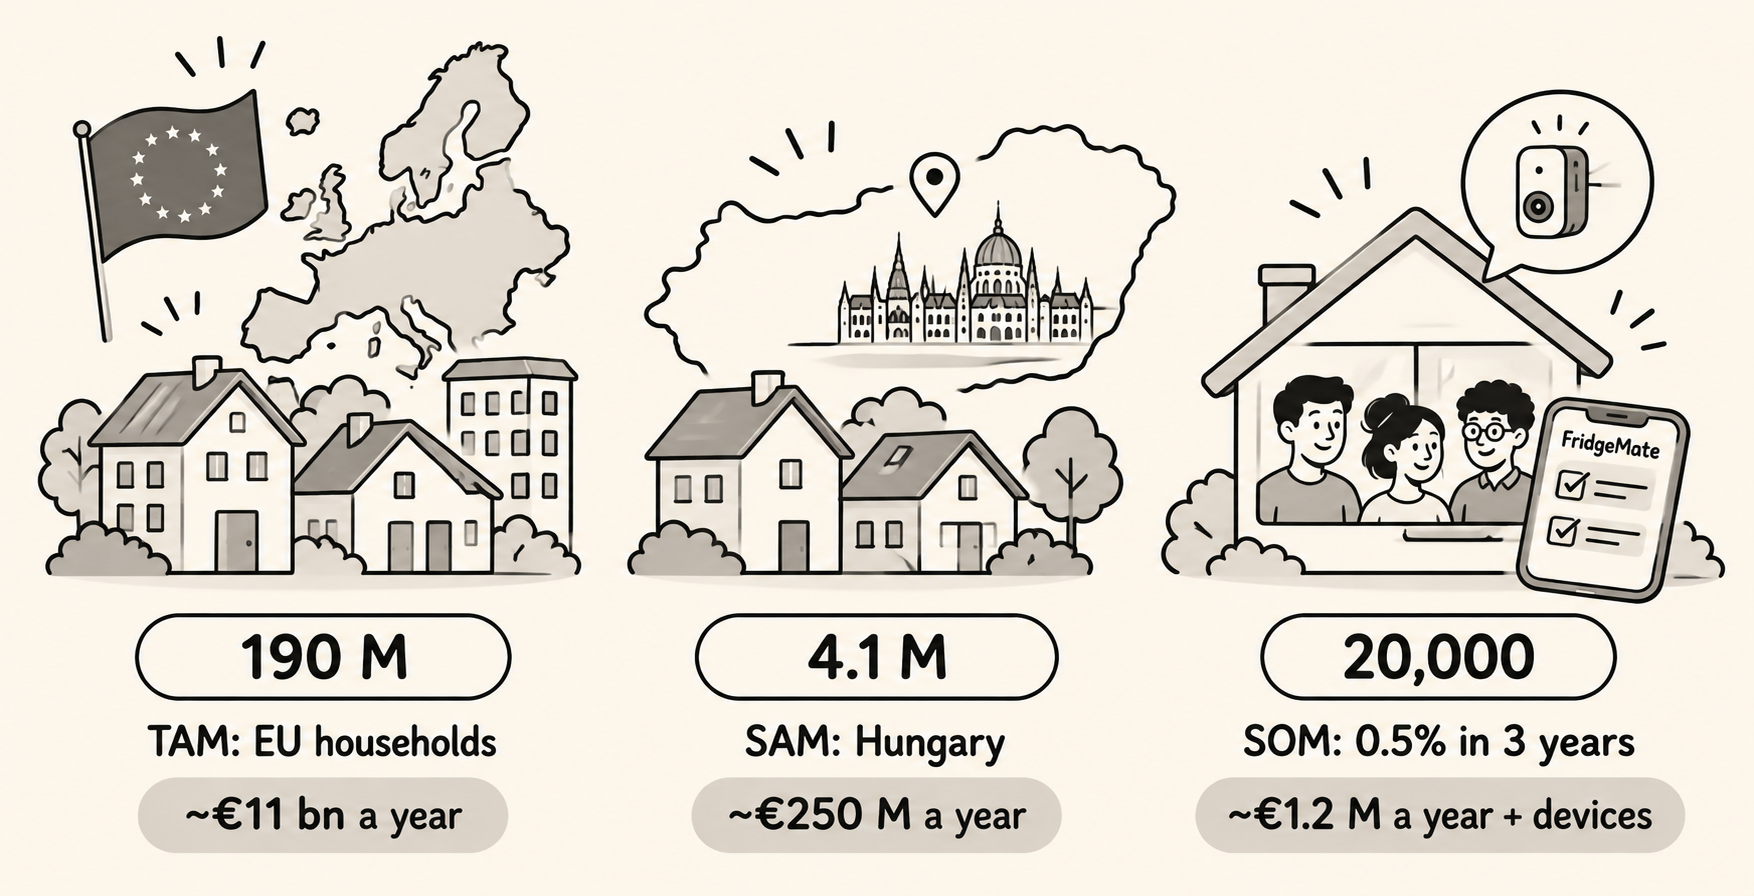 FridgeMate
190 M
TAM: EU households
~€11 bn a year
4.1 M
SAM: Hungary
~€250 M a year
20,000
SOM: 0.5% in 3 years
~€1.2 M a year + devices